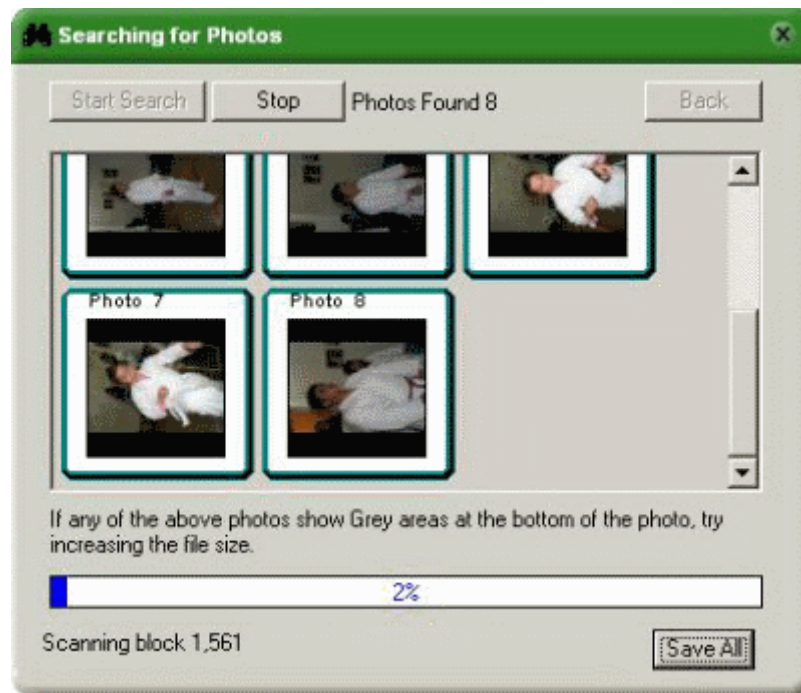 Searching for Photos
Start Search Stop Photos Found 8 Back
Photo 7 Photo 8
If any of the above photos show Grey areas at the bottom of the photo, try
increasing the file size.
2%
Scanning block 1,561 Save All